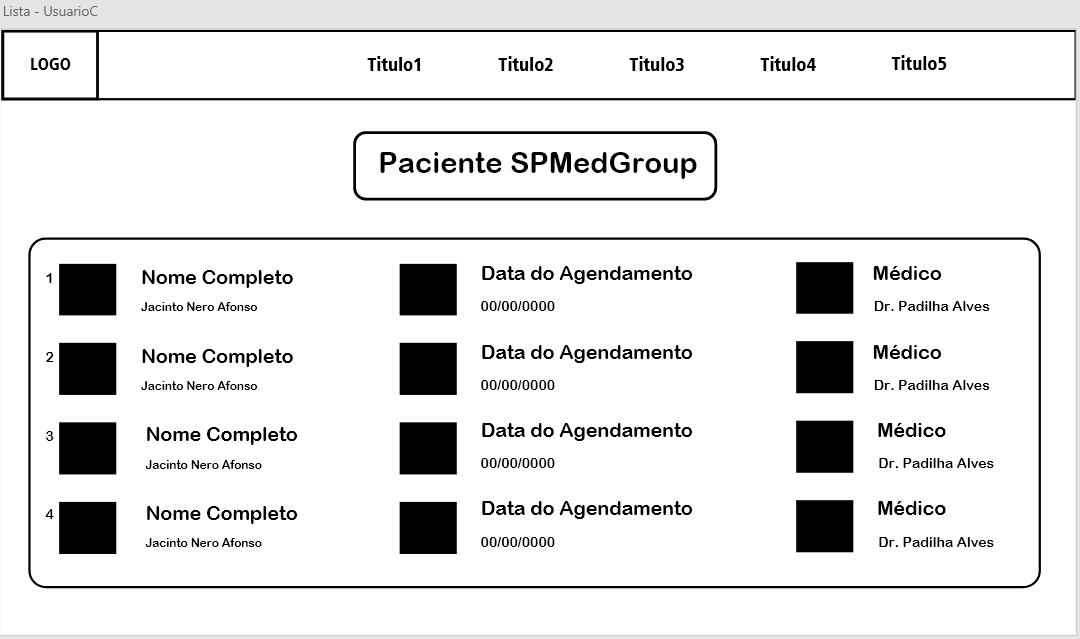 Lista - UsuarioC
LOGO Titulo1 Titulo2 Titulo3 Titulo4 Titulo5
Paciente SPMedGroup
1 Nome Completo Data do Agendamento Médico
Jacinto Nero Afonso 00/00/0000 Dr. Padilha Alves
2 Nome Completo Data do Agendamento Médico
Jacinto Nero Afonso 00/00/0000 Dr. Padilha Alves
3 Nome Completo Data do Agendamento Médico
Jacinto Nero Afonso 00/00/0000 Dr. Padilha Alves
4 Nome Completo Data do Agendamento Médico
Jacinto Nero Afonso 00/00/0000 Dr. Padilha Alves